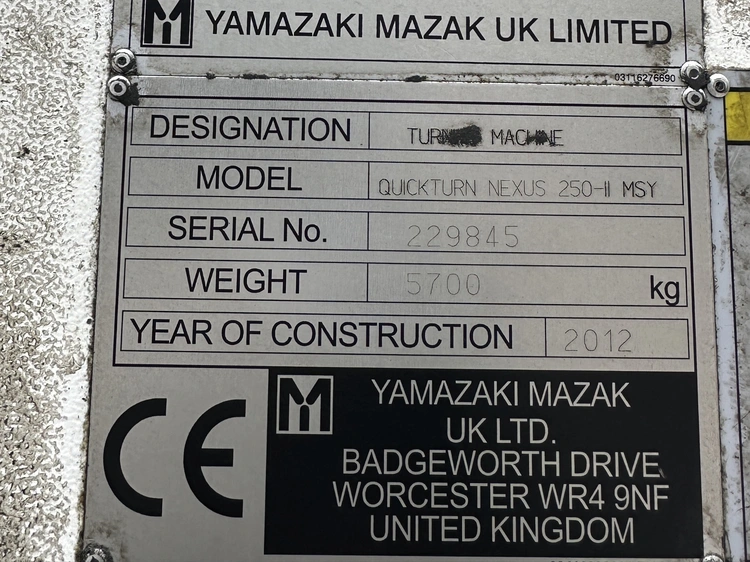 YAMAZAKI MAZAK UK LIMITED
03116276690
DESIGNATION
MACHINE
MODEL QUICKTURN NEXUS 250-II MSY
SERIAL No. 229845
WEIGHT 5700 kg
YEAR OF CONSTRUCTION 2012
CE
YAMAZAKI MAZAK
UK LTD.
BADGEWORTH DRIVE
WORCESTER WR4 9NF
UNITED KINGDOM